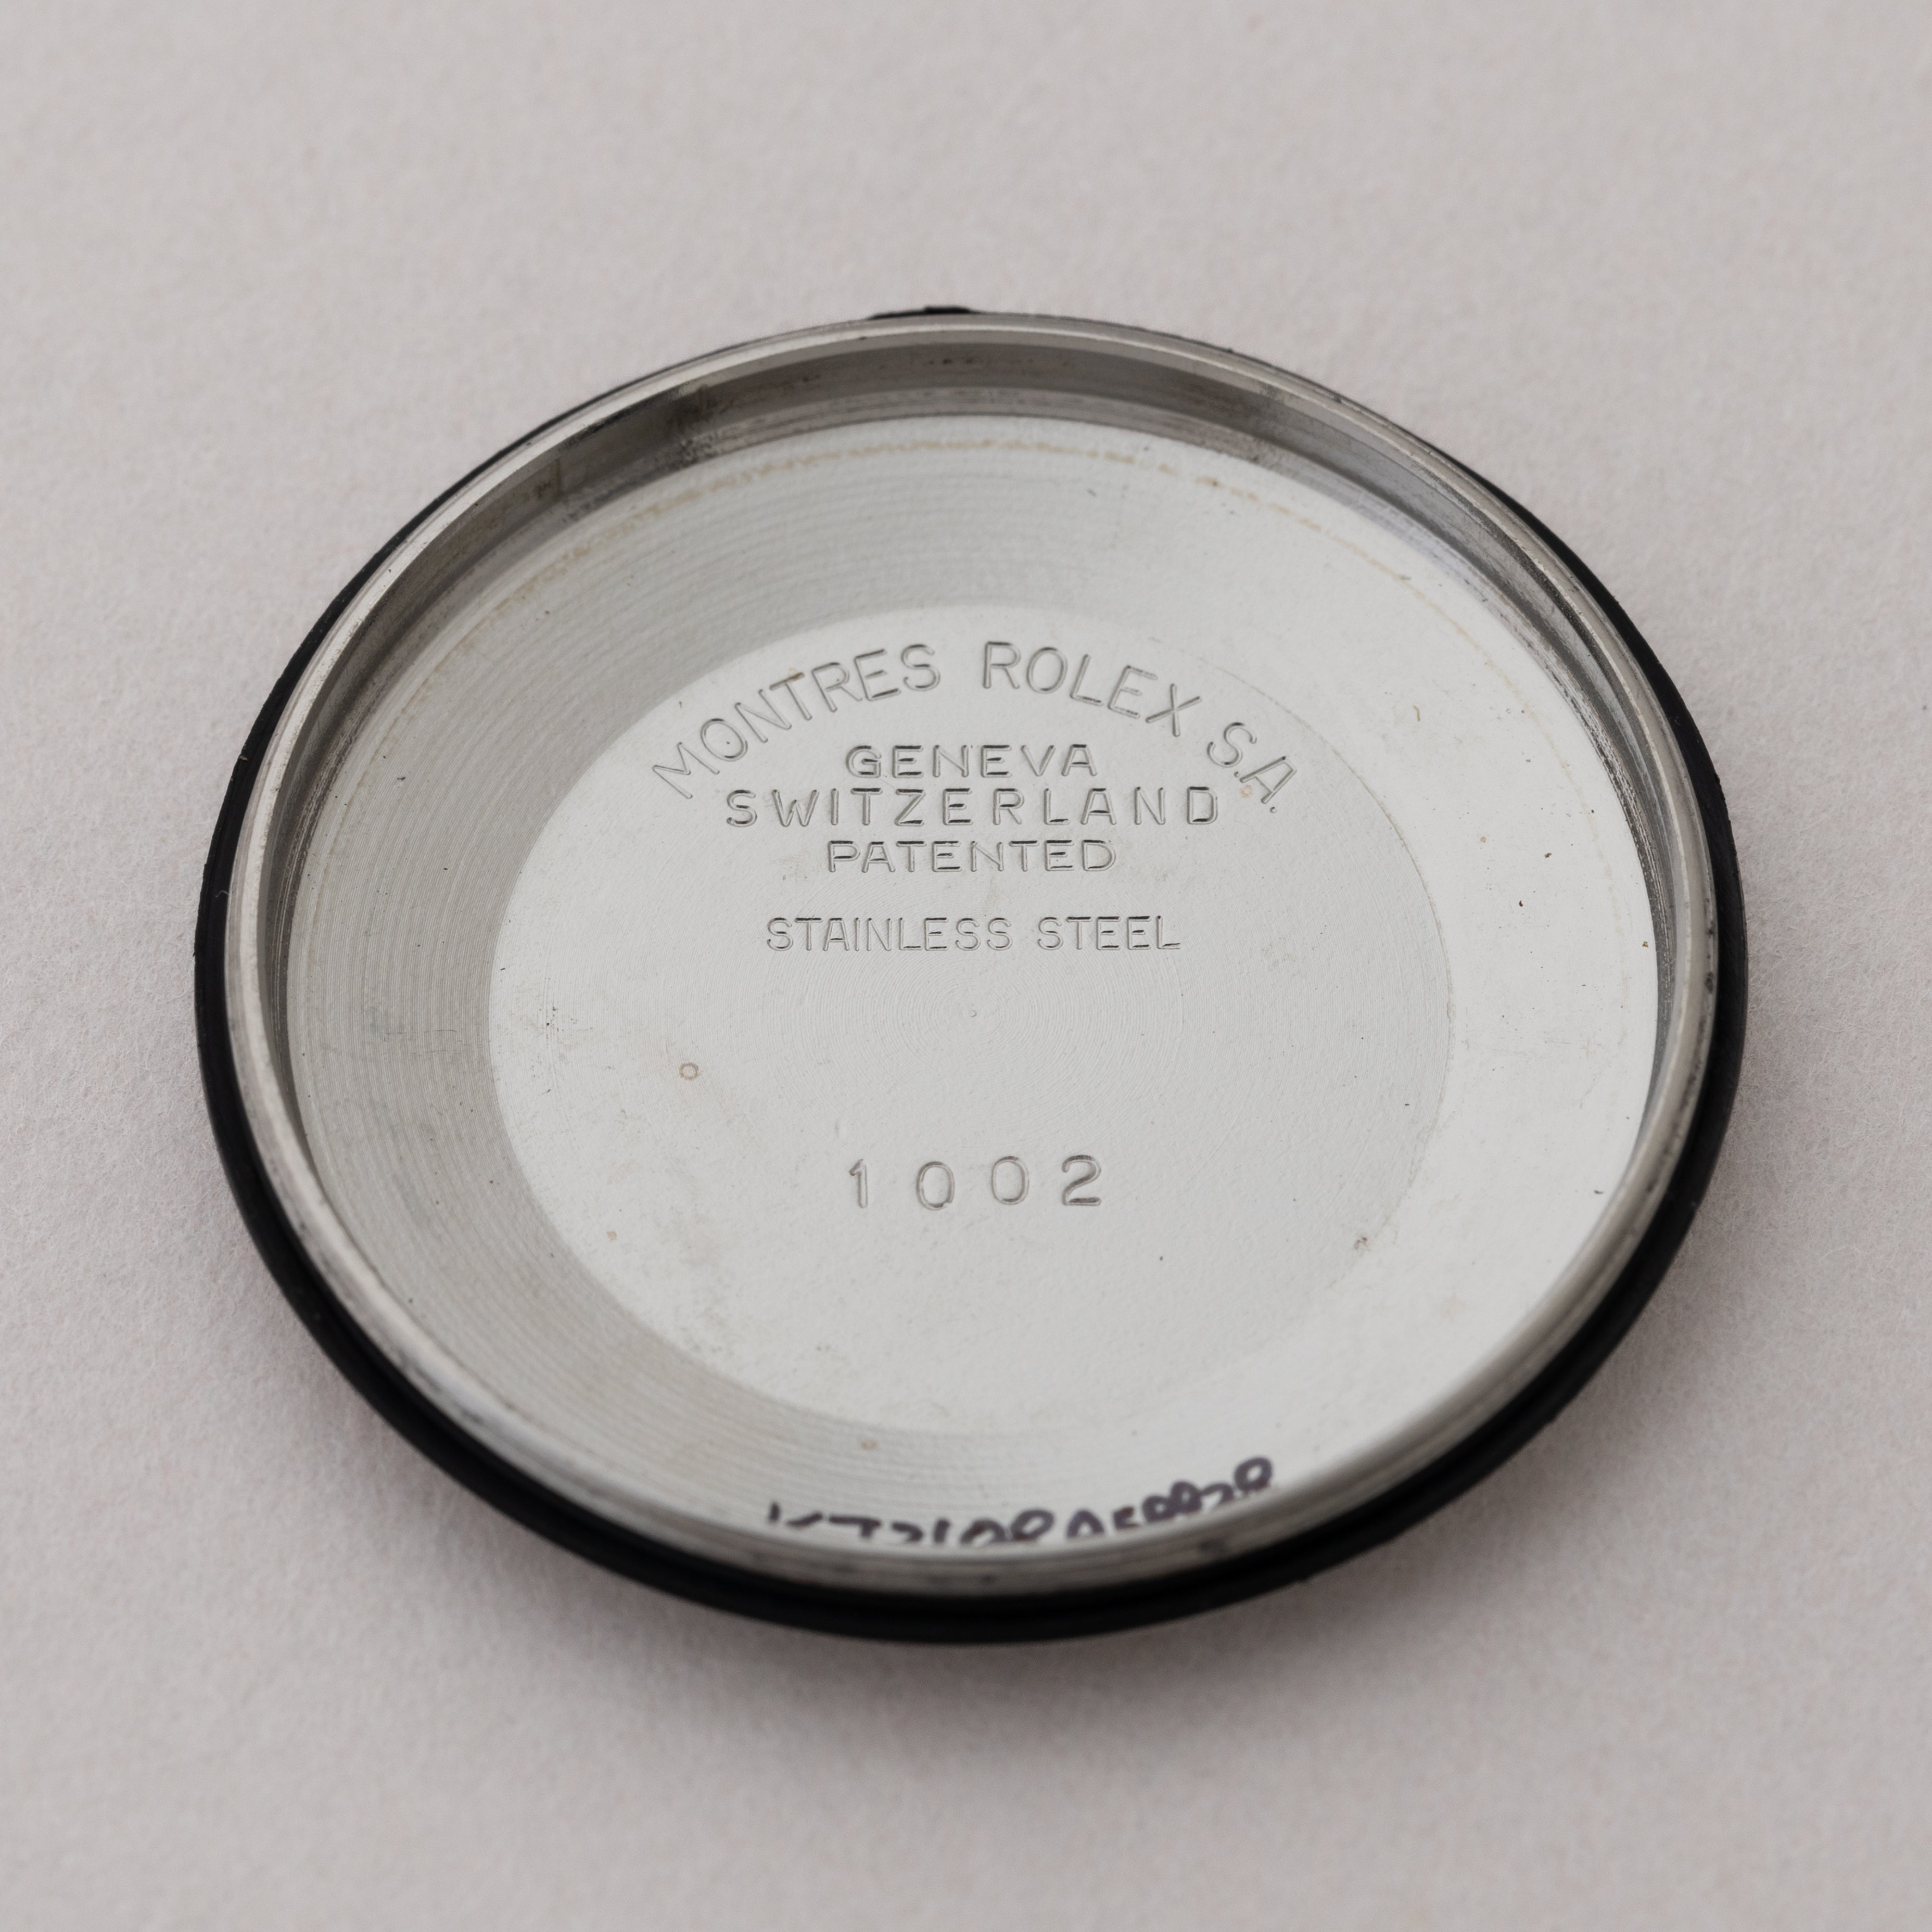 MONTRES ROLEX S.A.
GENEVA
SWITZERLAND
PATENTED
STAINLESS STEEL
1002